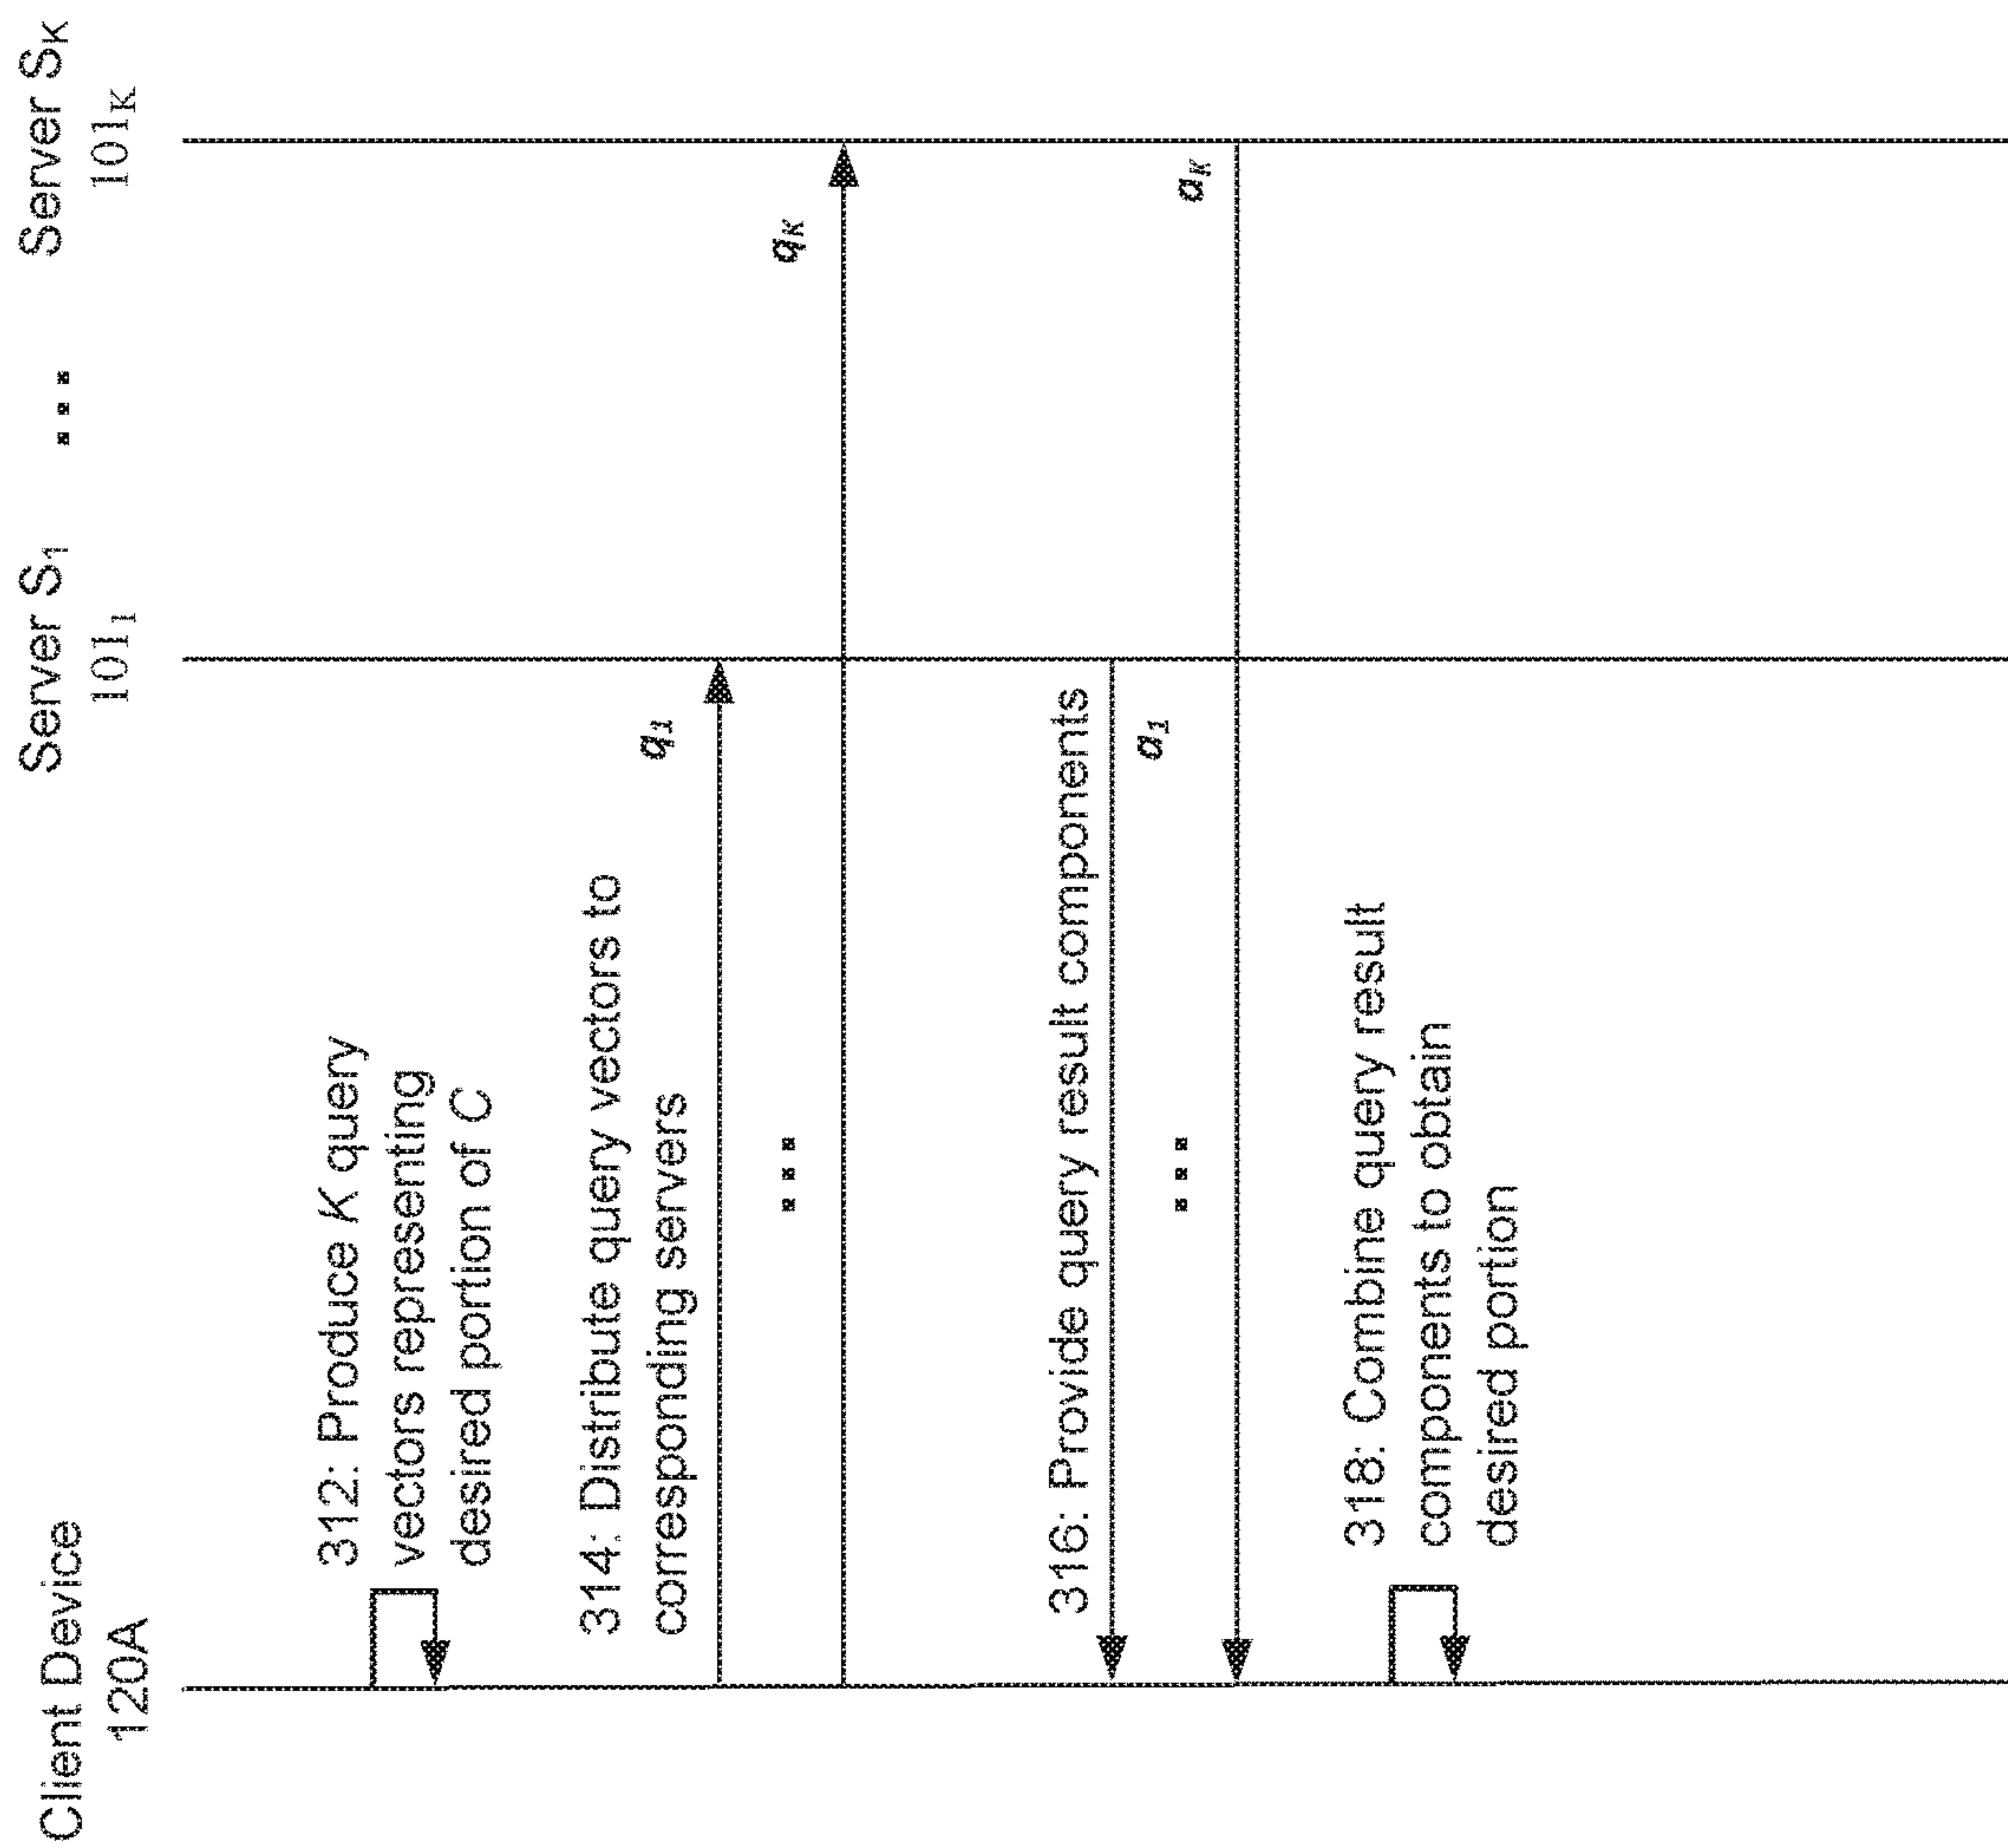 Client Device
120A
Server S1
1011
...
Server SK
101K
312: Produce K query
vectors representing
desired portion of C
314: Distribute query vectors to
corresponding servers
q1
...
qK
316: Provide query result components
a1
...
aK
318: Combine query result
components to obtain
desired portion